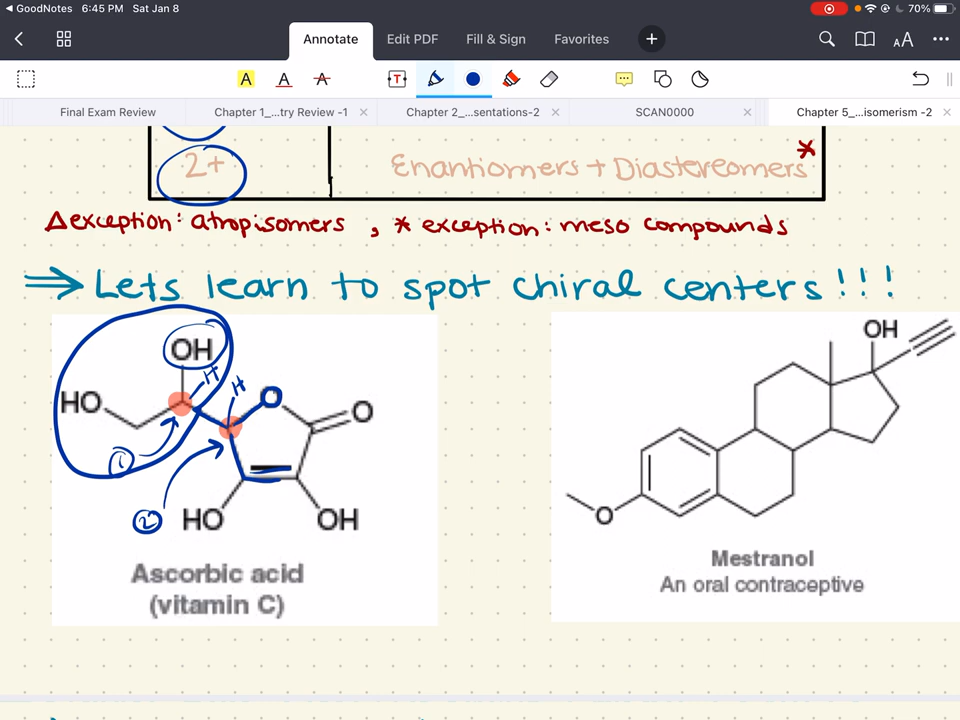 GoodNotes 6:45 PM Sat Jan 8 70%
Annotate Edit PDF Fill & Sign Favorites
Final Exam Review Chapter 1_...try Review -1 Chapter 2_...sentations-2 SCAN0000 Chapter 5_...isomerism -2
2+ Enantiomers + Diastereomers *
Δexception: atropisomers , * exception: meso compounds
⇒ Lets learn to spot chiral centers!!!
OH
H
H
HO
O
O
1
2
HO
OH
Ascorbic acid
(vitamin C)
OH
O
Mestranol
An oral contraceptive